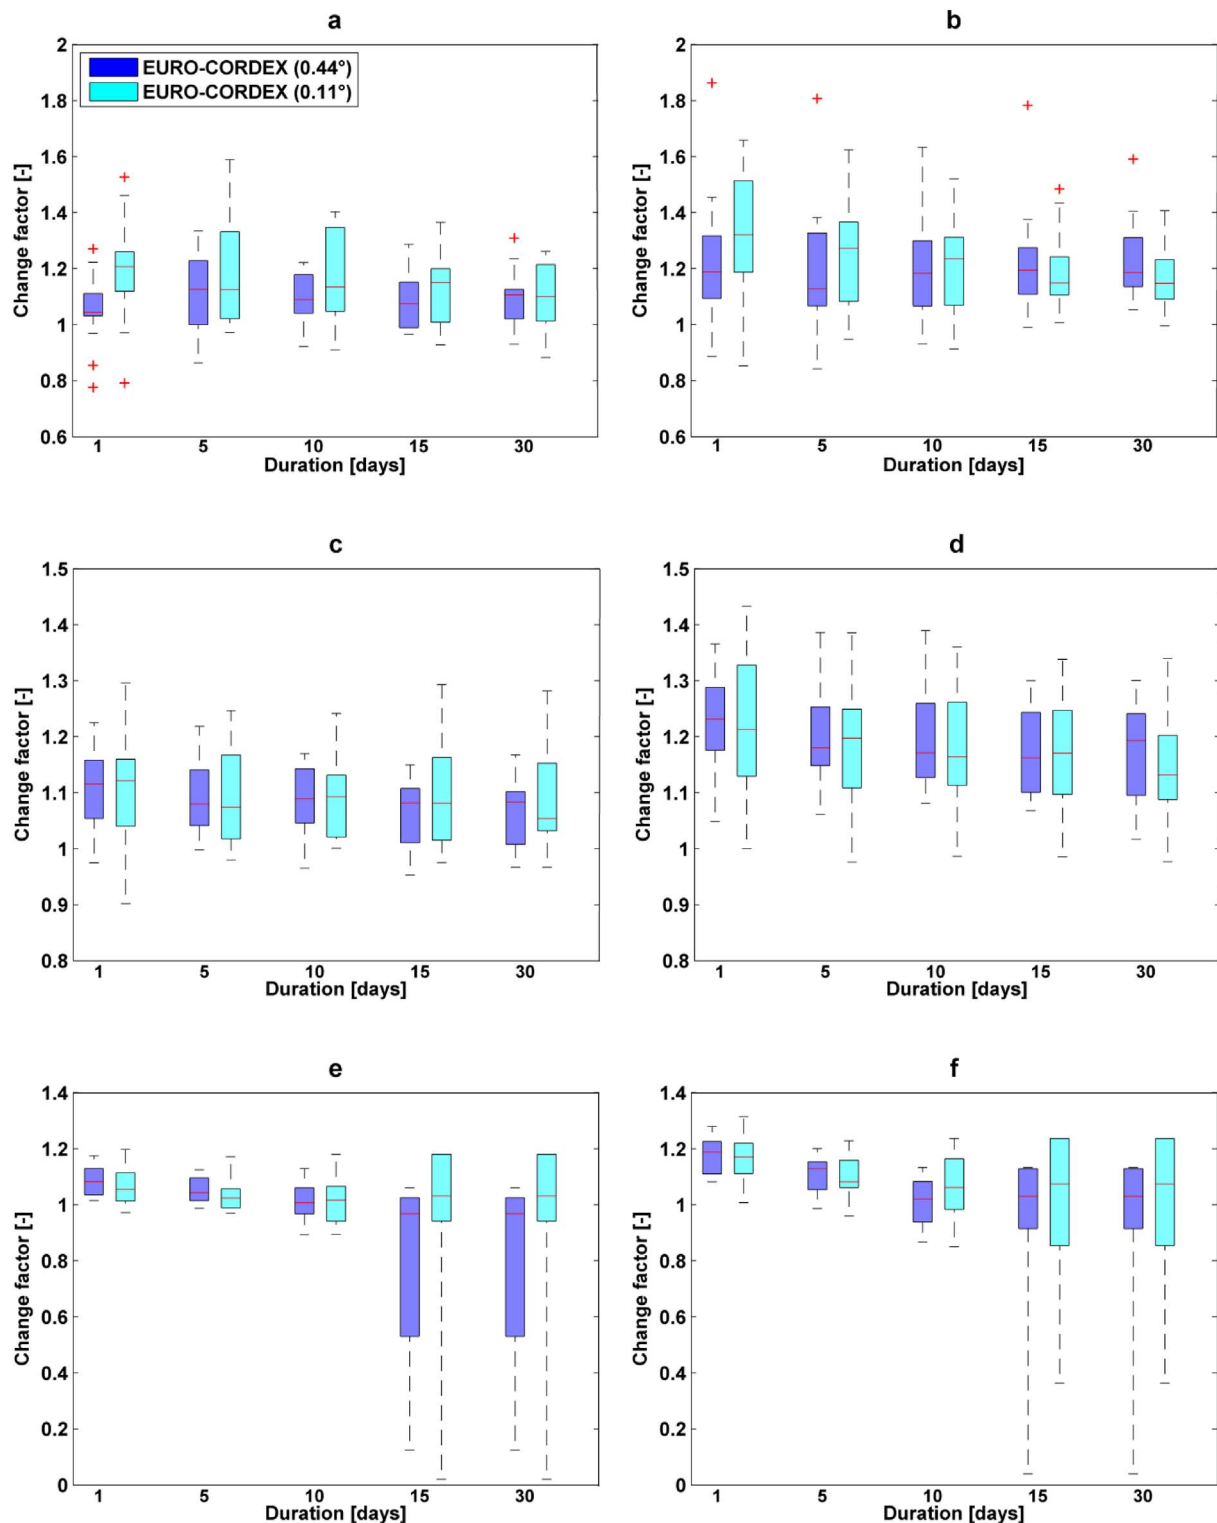 a
EURO-CORDEX (0.44°)
EURO-CORDEX (0.11°)
Change factor [-]
2
1.8
1.6
1.4
1.2
1
0.8
0.6
1 5 10 15 30
Duration [days]
b
Change factor [-]
2
1.8
1.6
1.4
1.2
1
0.8
0.6
1 5 10 15 30
Duration [days]
c
Change factor [-]
1.5
1.4
1.3
1.2
1.1
1
0.9
0.8
1 5 10 15 30
Duration [days]
d
Change factor [-]
1.5
1.4
1.3
1.2
1.1
1
0.9
0.8
1 5 10 15 30
Duration [days]
e
Change factor [-]
1.4
1.2
1
0.8
0.6
0.4
0.2
0
1 5 10 15 30
Duration [days]
f
Change factor [-]
1.4
1.2
1
0.8
0.6
0.4
0.2
0
1 5 10 15 30
Duration [days]